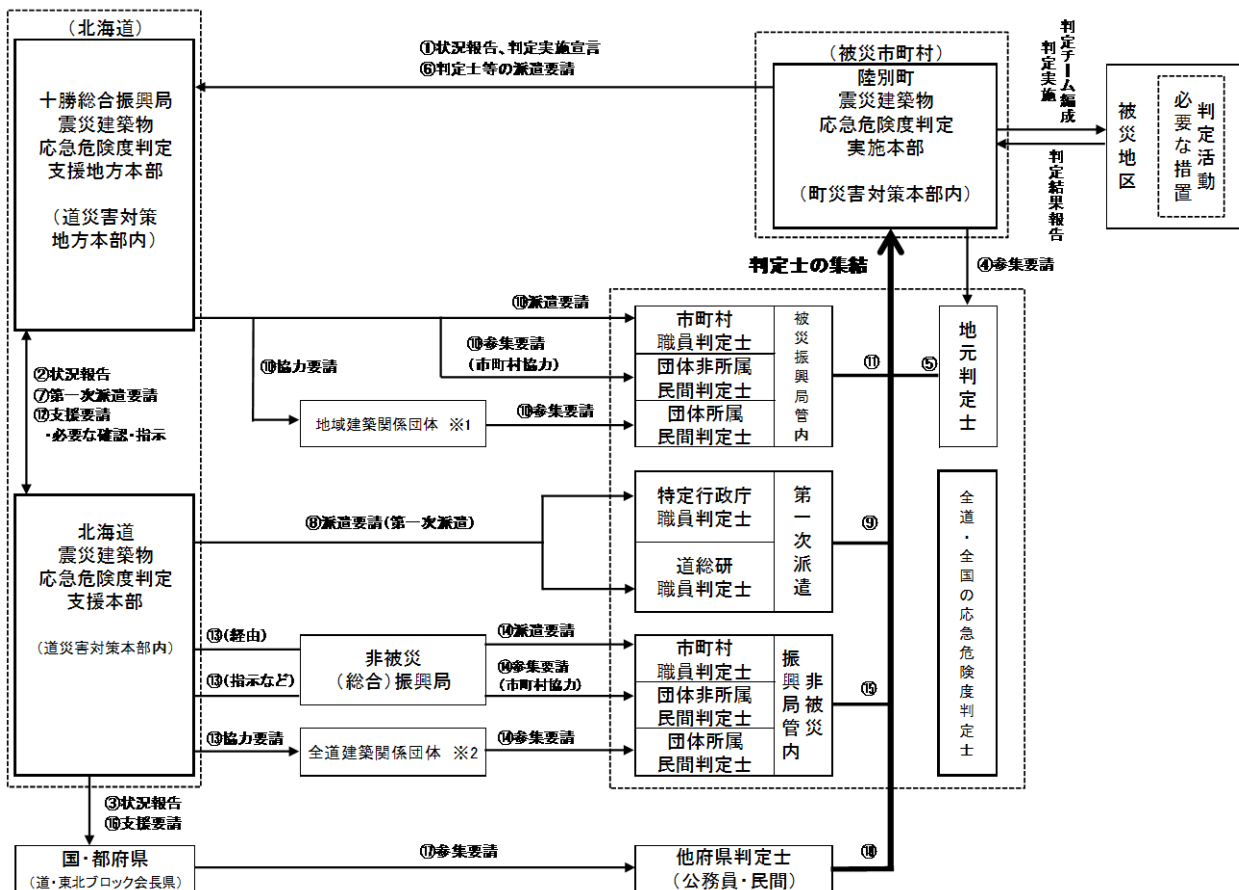 (北海道)
十勝総合振興局
震災建築物
応急危険度判定
支援地方本部
(道災害対策
地方本部内)
①状況報告、判定実施宣言
⑥判定士等の派遣要請
(被災市町村)
陸別町
震災建築物
応急危険度判定
実施本部
(町災害対策本部内)
判定チーム編成
判定実施
判定結果報告
被災地区
判定活動
必要な措置
判定士の集結
④参集要請
⑩派遣要請
⑩参集要請
(市町村協力)
⑩協力要請
地域建築関係団体 ※1
⑩参集要請
市町村
職員判定士
団体非所属
民間判定士
団体所属
民間判定士
被災振興局管内
⑪
⑤
地元判定士
②状況報告
⑦第一次派遣要請
⑫支援要請
・必要な確認・指示
北海道
震災建築物
応急危険度判定
支援本部
(道災害対策本部内)
⑧派遣要請(第一次派遣)
特定行政庁
職員判定士
道総研
職員判定士
第一次派遣
⑨
全道・全国の応急危険度判定士
⑬(経由)
⑬(指示など)
非被災
(総合)振興局
⑭派遣要請
⑭参集要請
(市町村協力)
⑬協力要請
全道建築関係団体 ※2
⑭参集要請
市町村
職員判定士
団体非所属
民間判定士
団体所属
民間判定士
非被災
振興局管内
⑮
③状況報告
⑯支援要請
国・都府県
(道・東北ブロック会長県)
⑰参集要請
他府県判定士
(公務員・民間)
⑱